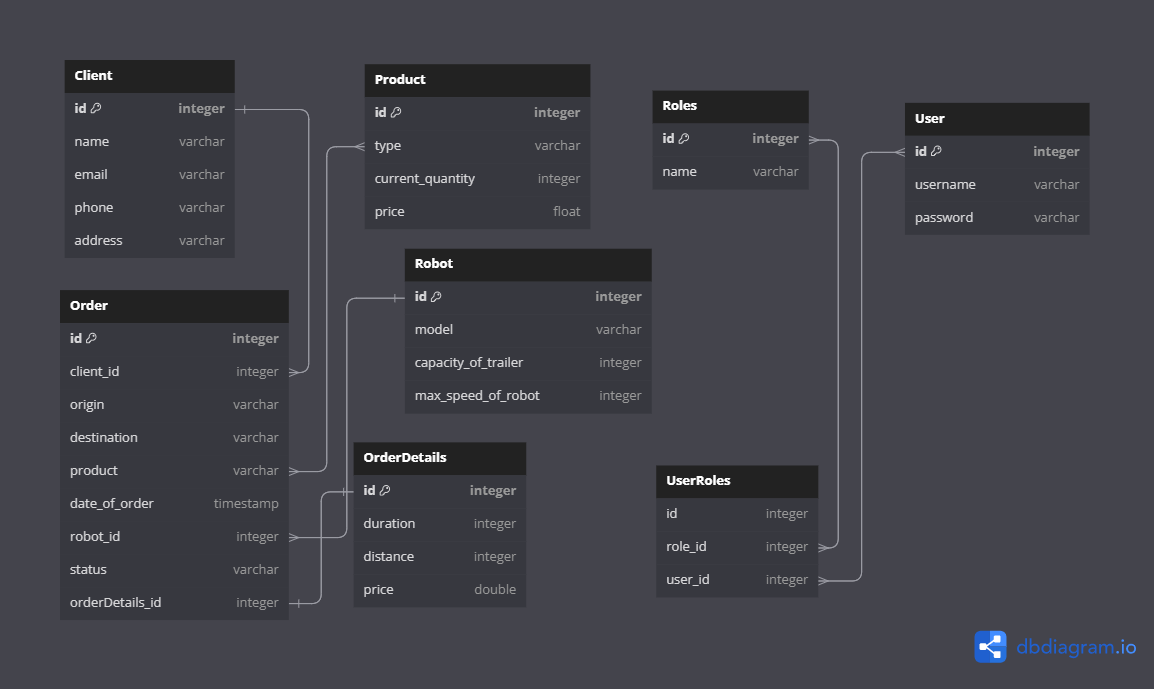 Client
id integer
name varchar
email varchar
phone varchar
address varchar
Product
id integer
type varchar
current_quantity integer
price float
Roles
id integer
name varchar
User
id integer
username varchar
password varchar
Robot
id integer
model varchar
capacity_of_trailer integer
max_speed_of_robot integer
Order
id integer
client_id integer
origin varchar
destination varchar
product varchar
date_of_order timestamp
robot_id integer
status varchar
orderDetails_id integer
OrderDetails
id integer
duration integer
distance integer
price double
UserRoles
id integer
role_id integer
user_id integer
dbdiagram.io